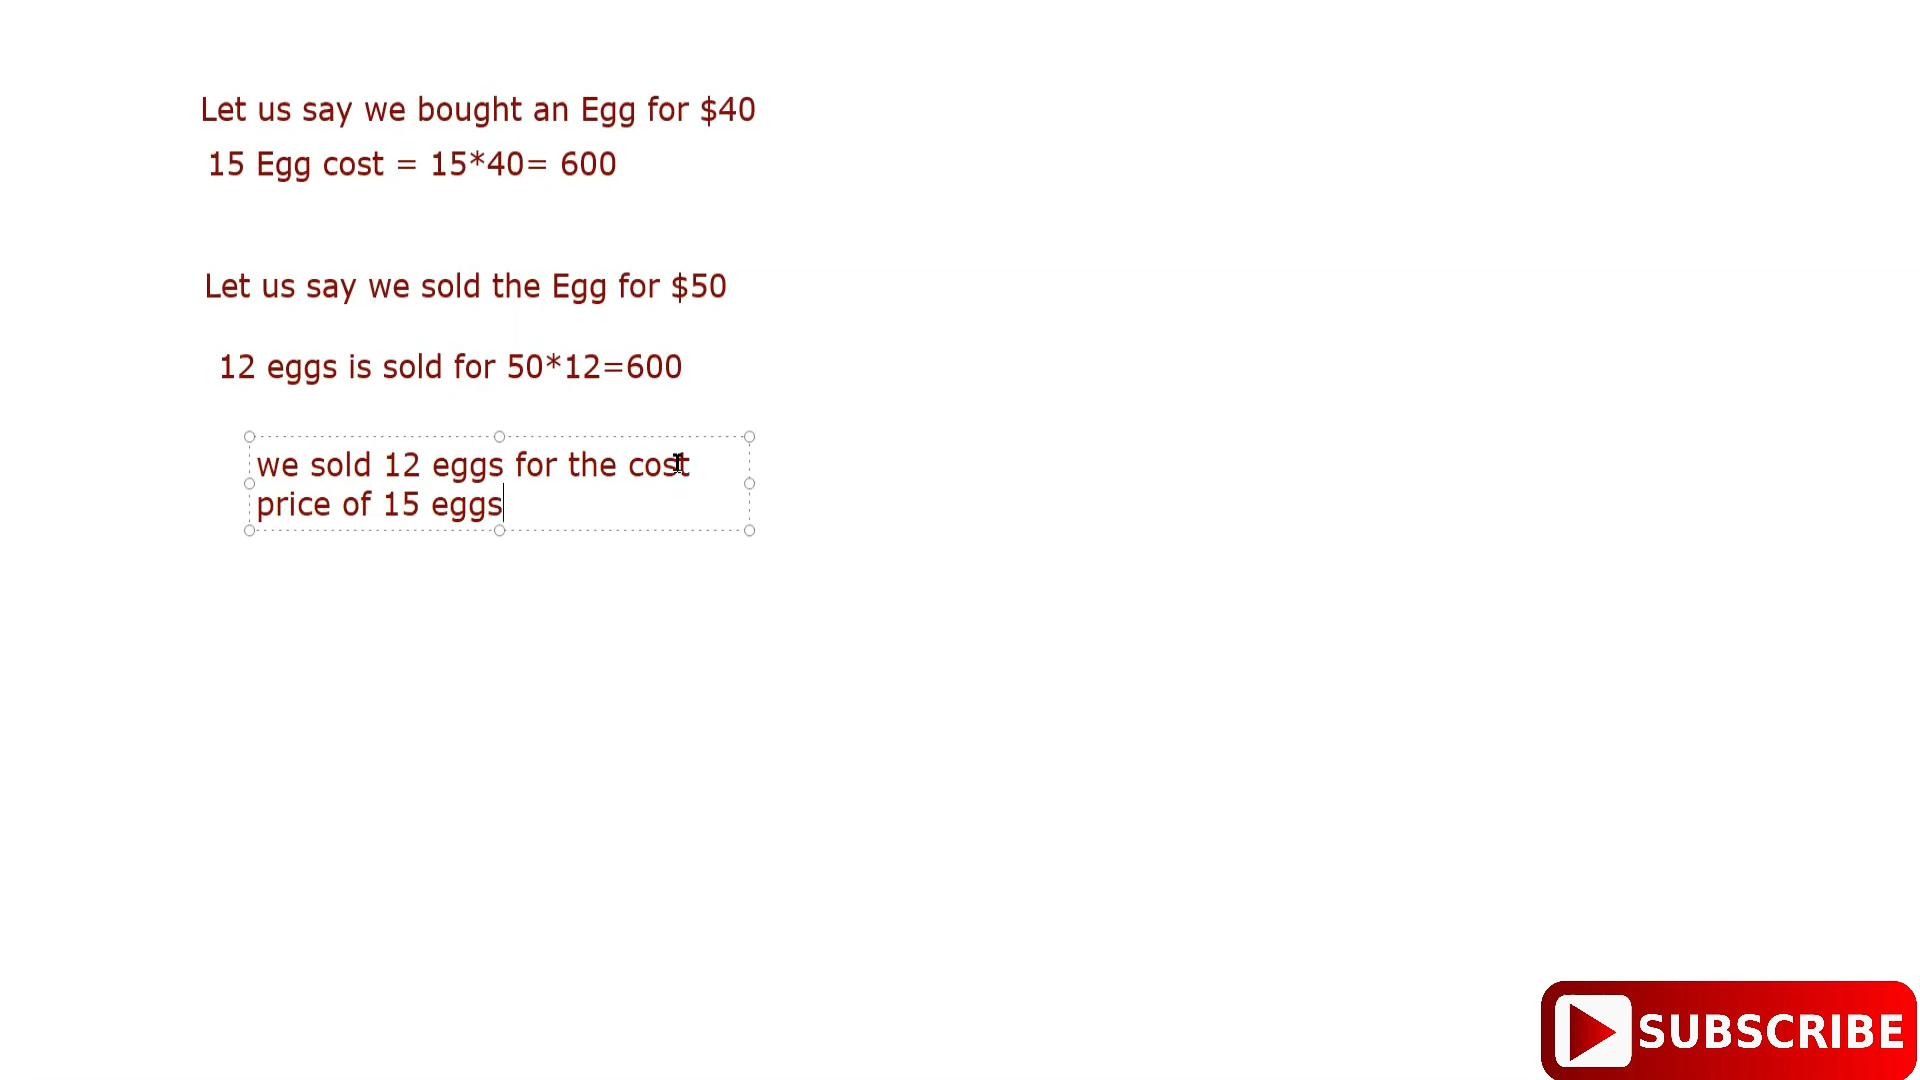 Let us say we bought an Egg for $40
15 Egg cost = 15*40= 600
Let us say we sold the Egg for $50
12 eggs is sold for 50*12=600
we sold 12 eggs for the cost
price of 15 eggs
SUBSCRIBE